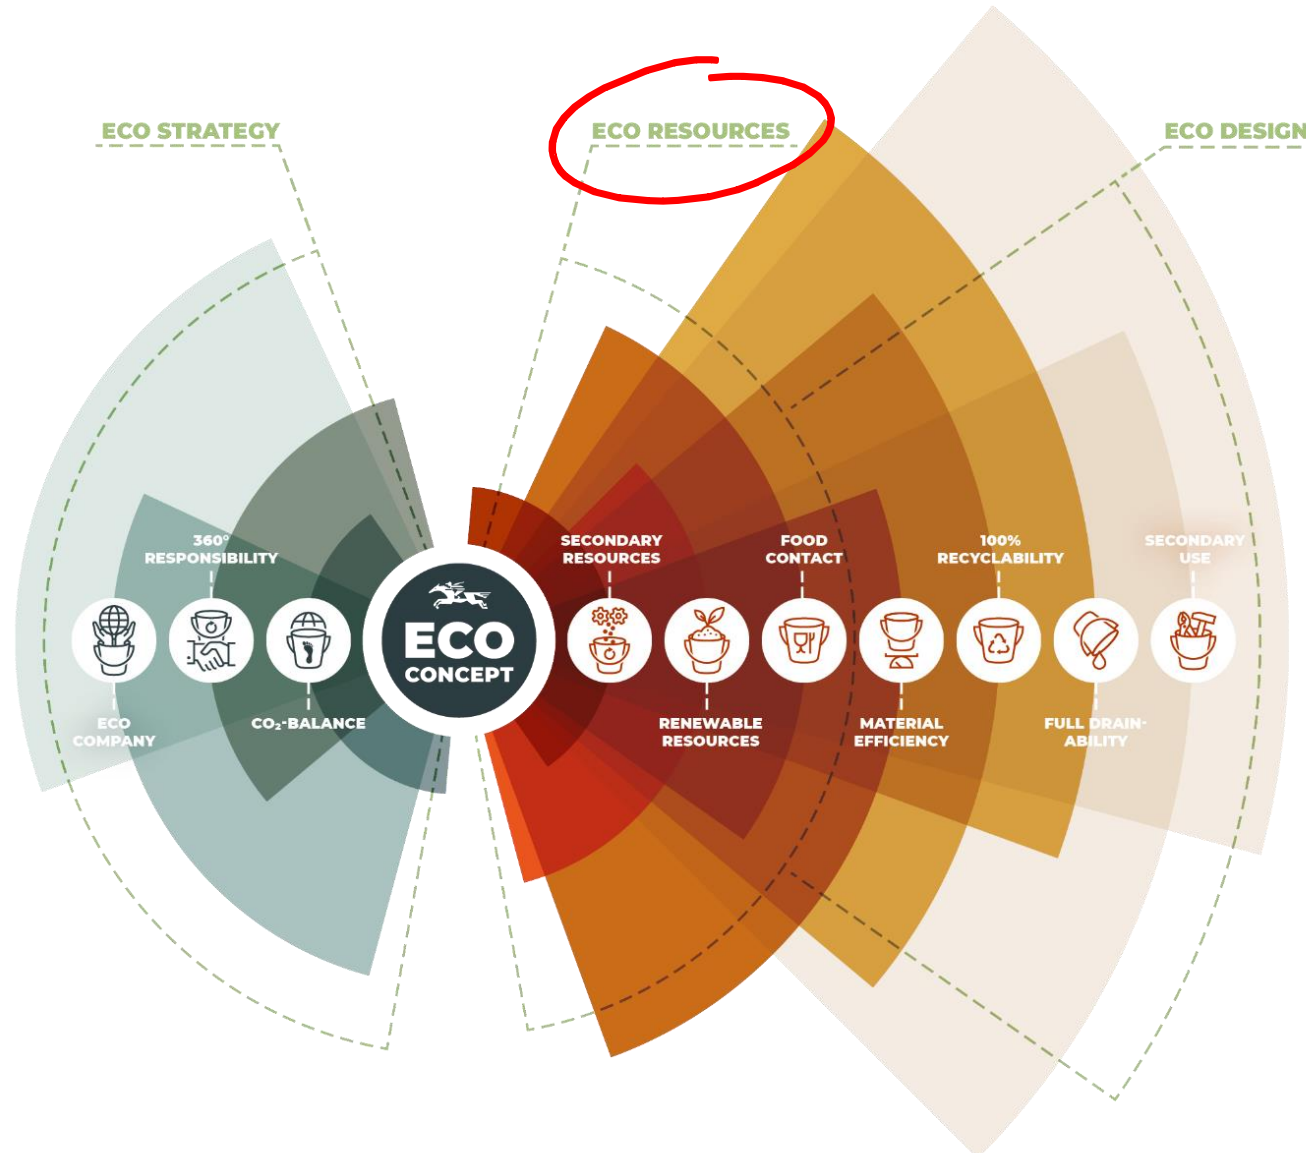 ECO STRATEGY
ECO RESOURCES
ECO DESIGN
360°
RESPONSIBILITY
SECONDARY
RESOURCES
FOOD
CONTACT
100%
RECYCLABILITY
SECONDARY
USE
ECO
CONCEPT
ECO
COMPANY
CO₂-BALANCE
RENEWABLE
RESOURCES
MATERIAL
EFFICIENCY
FULL DRAIN-
ABILITY